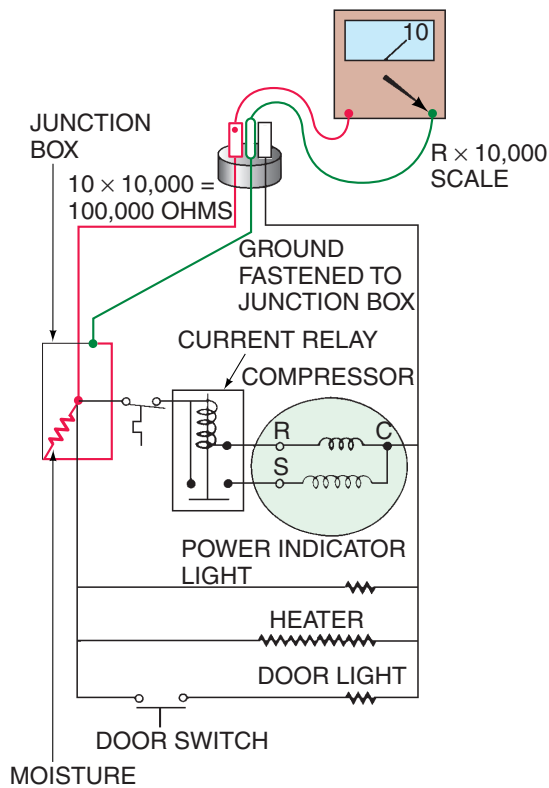 10
JUNCTION
BOX
R × 10,000
SCALE
10 × 10,000 =
100,000 OHMS
GROUND
FASTENED TO
JUNCTION BOX
CURRENT RELAY
COMPRESSOR
R
C
S
POWER INDICATOR
LIGHT
HEATER
DOOR LIGHT
DOOR SWITCH
MOISTURE